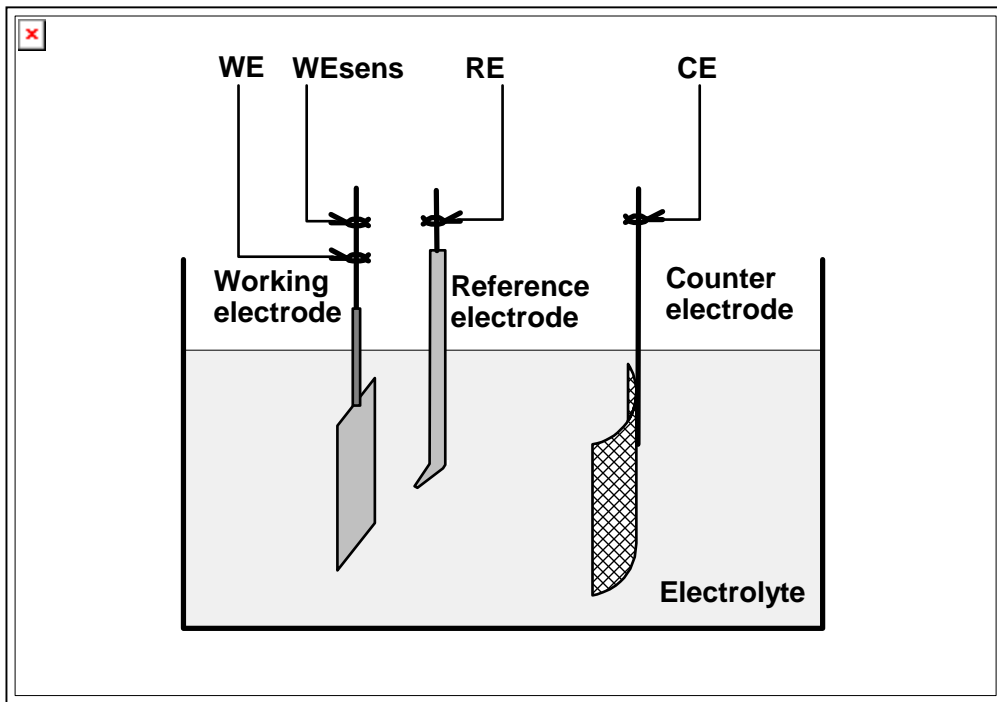 WE WEsens RE CE
Working
electrode
Reference
electrode
Counter
electrode
Electrolyte